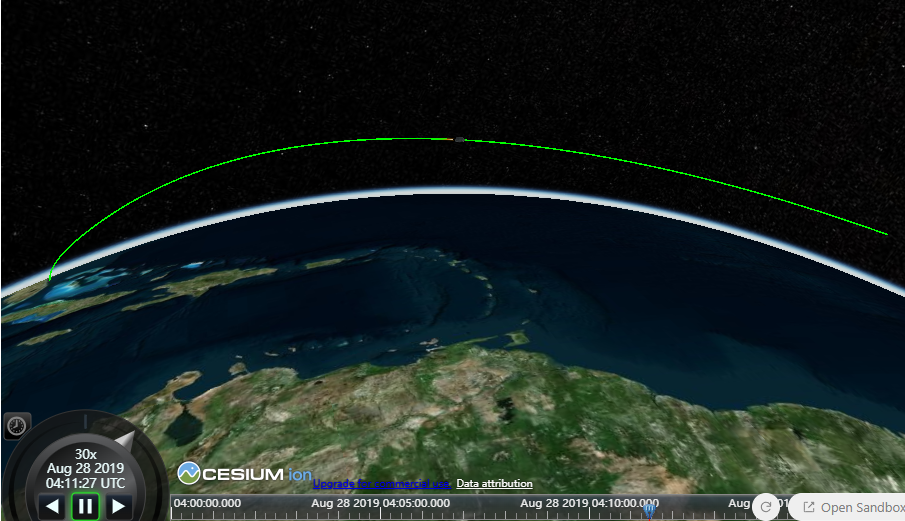 30x
Aug 28 2019
04:11:27 UTC
CESIUM ion
Upgrade for commercial use. Data attribution
04:00:00.000 Aug 28 2019 04:05:00.000 Aug 28 2019 04:10:00.000 Aug
Open Sandbox